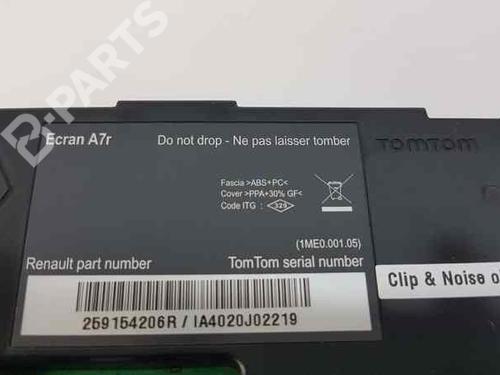 B-PARTS
Ecran A7r
Do not drop - Ne pas laisser tomber
TOMTOM
Fascia >ABS+PC<
Cover >PPA+30% GF<
Code ITG : 325
(1ME0.001.05)
Renault part number
TomTom serial number
Clip & Noise
259154206R / IA4020J02219